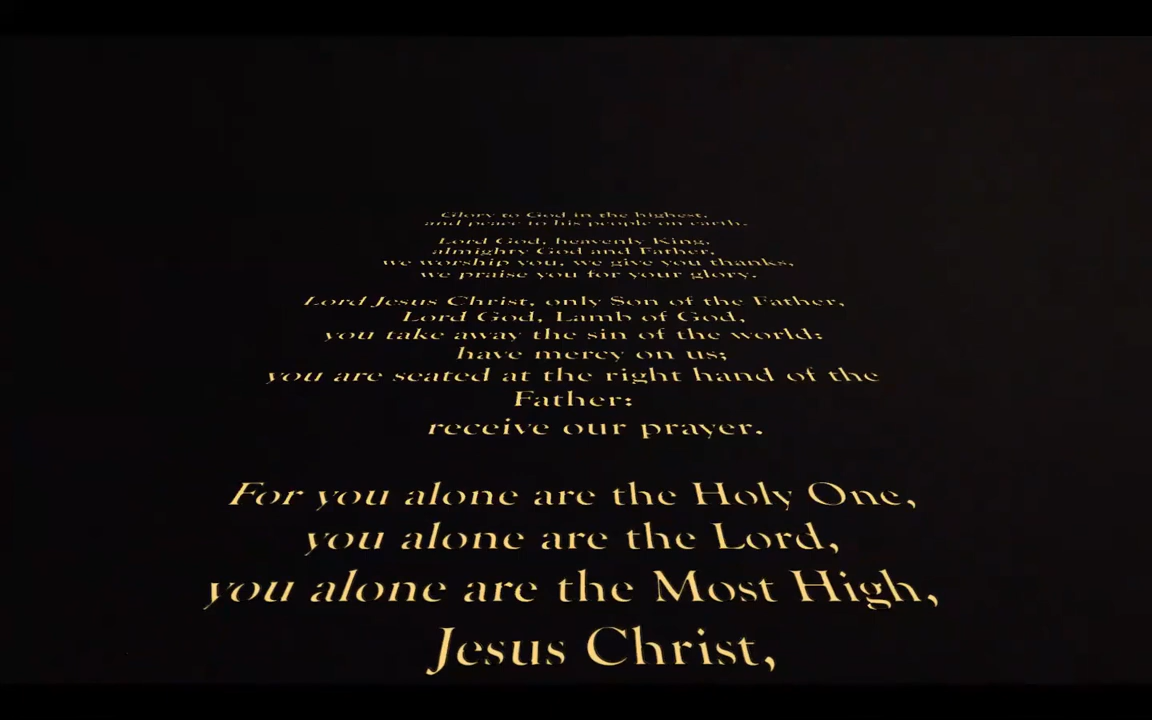 Glory to God in the highest,
and peace to his people on earth.
Lord God, heavenly King,
almighty God and Father,
we worship you, we give you thanks,
we praise you for your glory.
Lord Jesus Christ, only Son of the Father,
Lord God, Lamb of God,
you take away the sin of the world:
have mercy on us;
you are seated at the right hand of the
Father:
receive our prayer.
For you alone are the Holy One,
you alone are the Lord,
you alone are the Most High,
Jesus Christ,